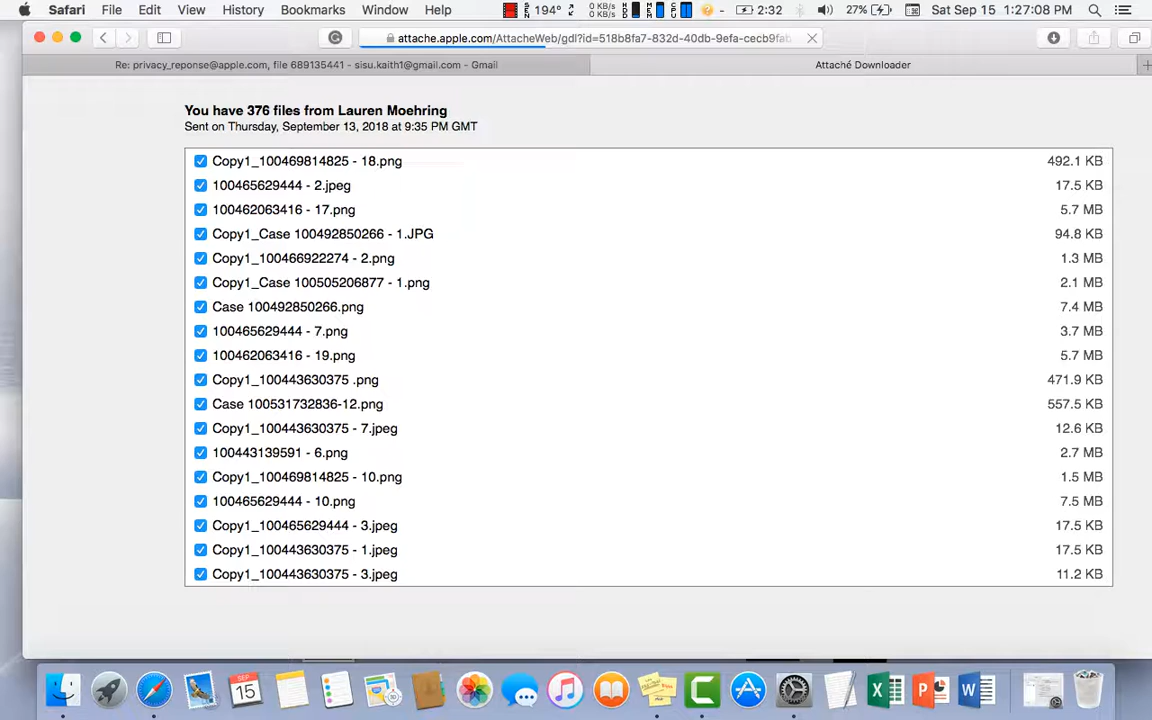 Safari File Edit View History Bookmarks Window Help 194° 0 KB/s 0 KB/s 2:32 27% Sat Sep 15 1:27:08 PM
attache.apple.com/AttacheWeb/gdl?id=518b8fa7-832d-40db-9efa-cecb9fab
Re: privacy_reponse@apple.com, file 689135441 - sisu.kaith1@gmail.com - Gmail
Attaché Downloader
You have 376 files from Lauren Moehring
Sent on Thursday, September 13, 2018 at 9:35 PM GMT
Copy1_100469814825 - 18.png 492.1 KB
100465629444 - 2.jpeg 17.5 KB
100462063416 - 17.png 5.7 MB
Copy1_Case 100492850266 - 1.JPG 94.8 KB
Copy1_100466922274 - 2.png 1.3 MB
Copy1_Case 100505206877 - 1.png 2.1 MB
Case 100492850266.png 7.4 MB
100465629444 - 7.png 3.7 MB
100462063416 - 19.png 5.7 MB
Copy1_100443630375 .png 471.9 KB
Case 100531732836-12.png 557.5 KB
Copy1_100443630375 - 7.jpeg 12.6 KB
100443139591 - 6.png 2.7 MB
Copy1_100469814825 - 10.png 1.5 MB
100465629444 - 10.png 7.5 MB
Copy1_100465629444 - 3.jpeg 17.5 KB
Copy1_100443630375 - 1.jpeg 17.5 KB
Copy1_100443630375 - 3.jpeg 11.2 KB
SEP
15